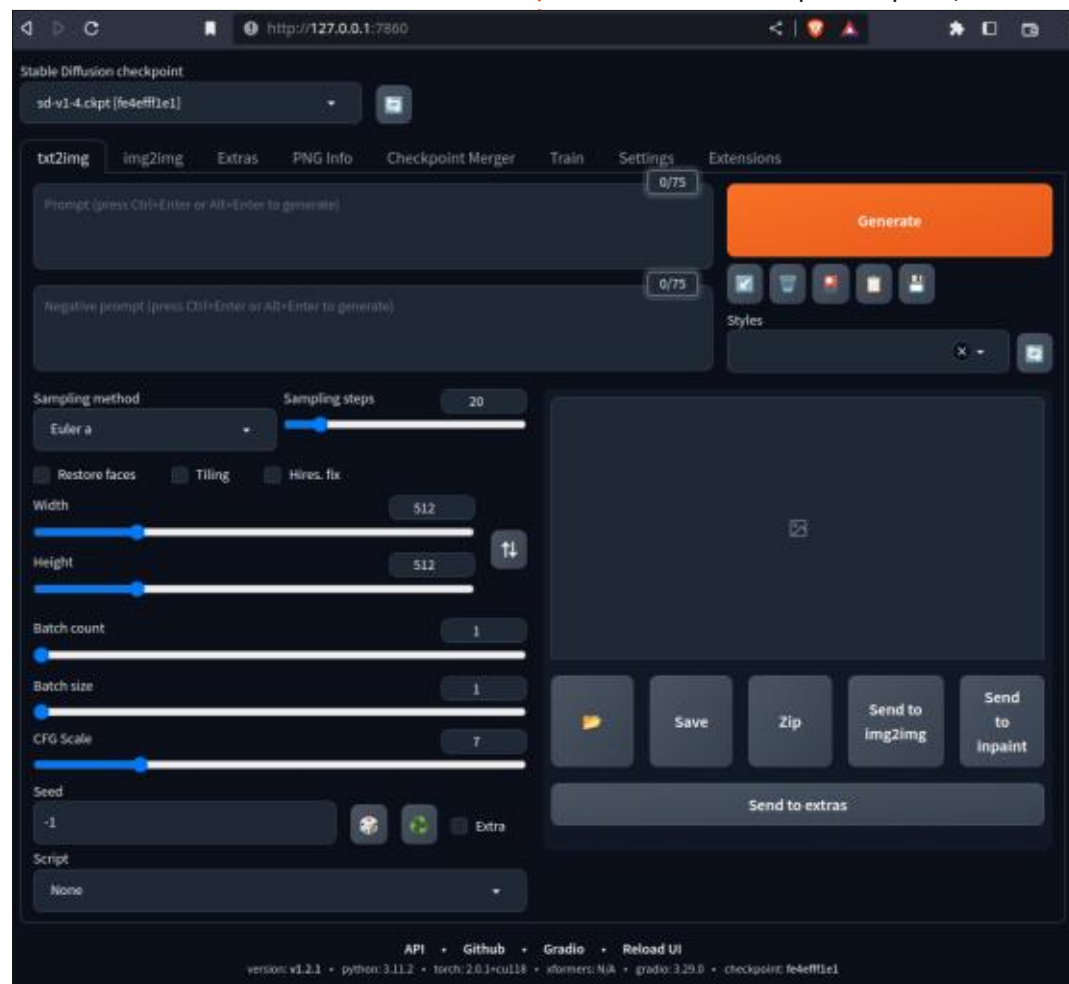 http://127.0.0.1:7860
Stable Diffusion checkpoint
sd-v1-4.ckpt [fe4efff1e1]
txt2img img2img Extras PNG Info Checkpoint Merger Train Settings Extensions
0/75
Prompt (press Ctrl+Enter or Alt+Enter to generate)
Generate
0/75
Negative prompt (press Ctrl+Enter or Alt+Enter to generate)
Styles
Sampling method
Euler a
Sampling steps 20
Restore faces Tiling Hires. fix
Width 512
Height 512
Batch count 1
Batch size 1
CFG Scale 7
Seed
-1
Extra
Script
None
Save
Zip
Send to
img2img
Send
to
inpaint
Send to extras
API • Github • Gradio • Reload UI
version: v1.2.1 • python: 3.11.2 • torch: 2.0.1+cu118 • xformers: N/A • gradio: 3.29.0 • checkpoint: fe4efff1e1